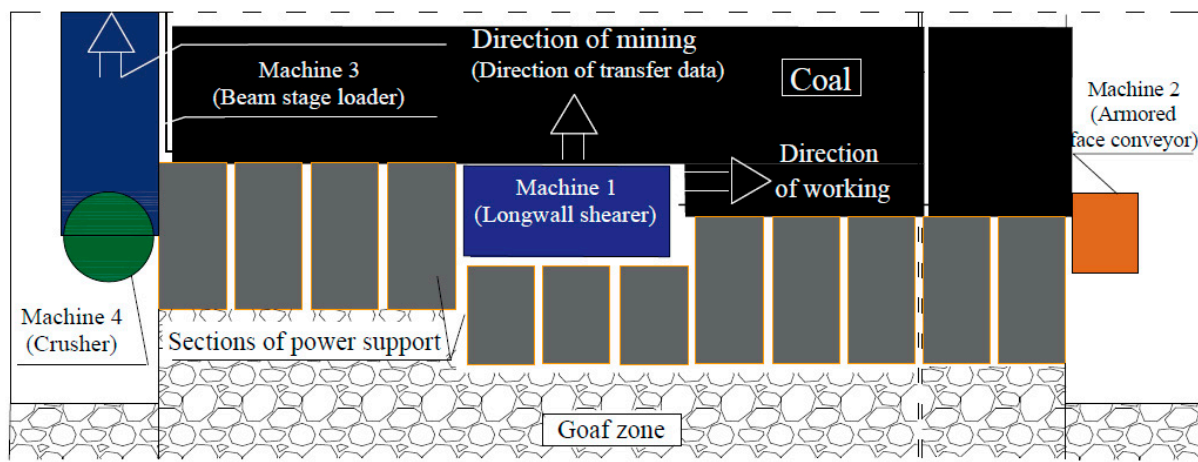 Direction of mining
(Direction of transfer data)
Machine 3
(Beam stage loader)
Coal
Machine 2
(Armored
face conveyor)
Direction
of working
Machine 1
(Longwall shearer)
Machine 4
(Crusher)
Sections of power support
Goaf zone